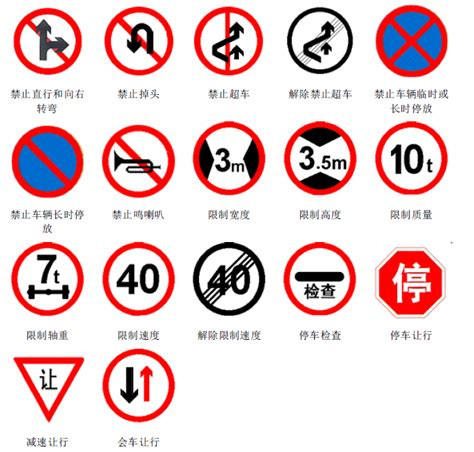 禁止直行和向右
转弯
禁止掉头
禁止超车
解除禁止超车
禁止车辆临时或
长时停放
3m
3.5m
10t
禁止车辆长时停
放
禁止鸣喇叭
限制宽度
限制高度
限制质量
7t
40
40
检查
停
限制轴重
限制速度
解除限制速度
停车检查
停车让行
让
减速让行
会车让行